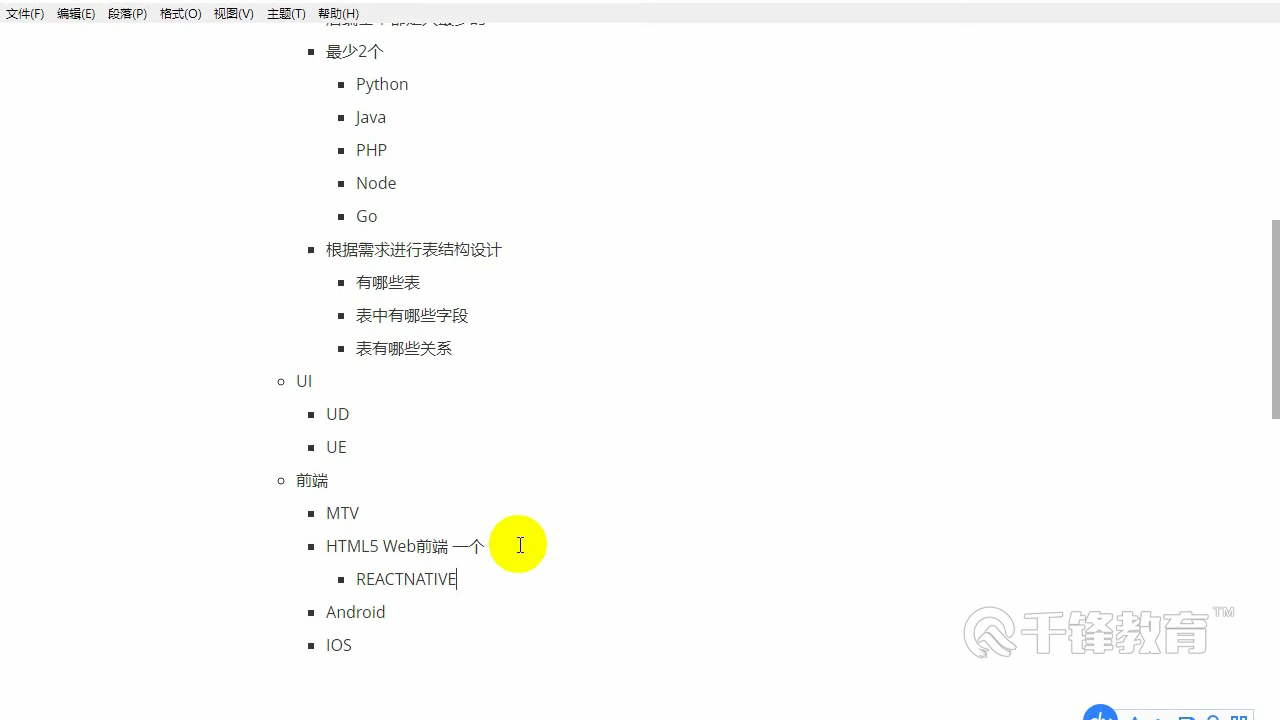 文件(F) 编辑(E) 段落(P) 格式(O) 视图(V) 主题(T) 帮助(H)
最少2个
Python
Java
PHP
Node
Go
根据需求进行表结构设计
有哪些表
表中有哪些字段
表有哪些关系
UI
UD
UE
前端
MTV
HTML5 Web前端 一个
REACTNATIVE
Android
IOS
千锋教育™